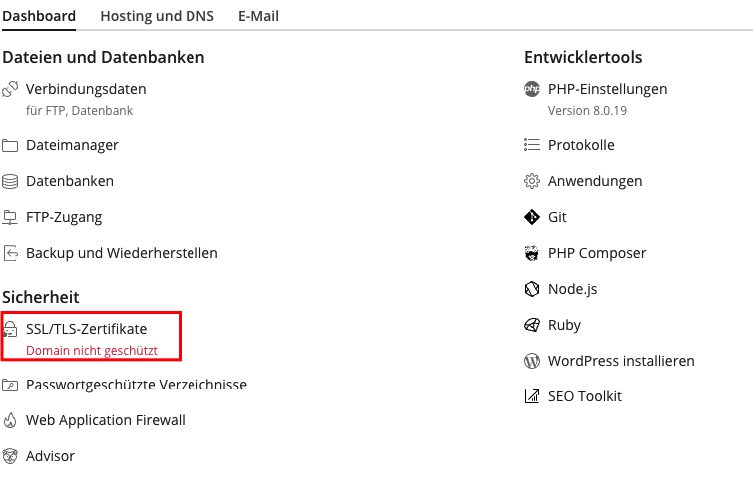 Dashboard Hosting und DNS E-Mail
Dateien und Datenbanken
Verbindungsdaten
für FTP, Datenbank
Dateimanager
Datenbanken
FTP-Zugang
Backup und Wiederherstellen
Sicherheit
SSL/TLS-Zertifikate
Domain nicht geschützt
Passwortgeschützte Verzeichnisse
Web Application Firewall
Advisor
Entwicklertools
php PHP-Einstellungen
Version 8.0.19
Protokolle
Anwendungen
Git
PHP Composer
Node.js
Ruby
WordPress installieren
SEO Toolkit